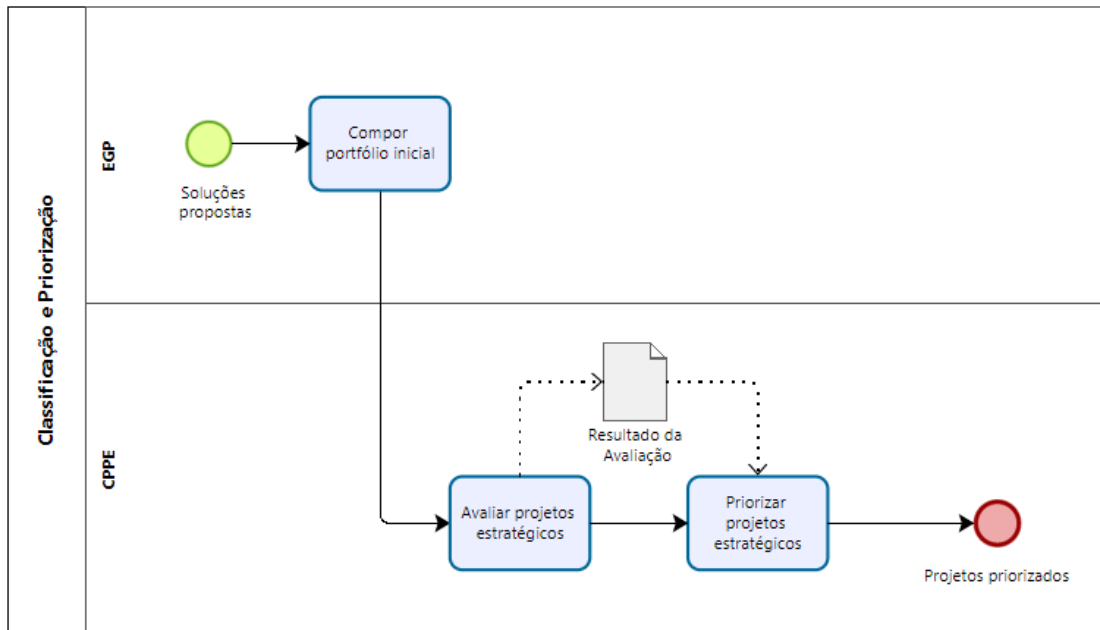 Classificação e Priorização
EGP
Soluções
propostas
Compor
portfólio inicial
CPPE
Avaliar projetos
estratégicos
Resultado da
Avaliação
Priorizar
projetos
estratégicos
Projetos priorizados